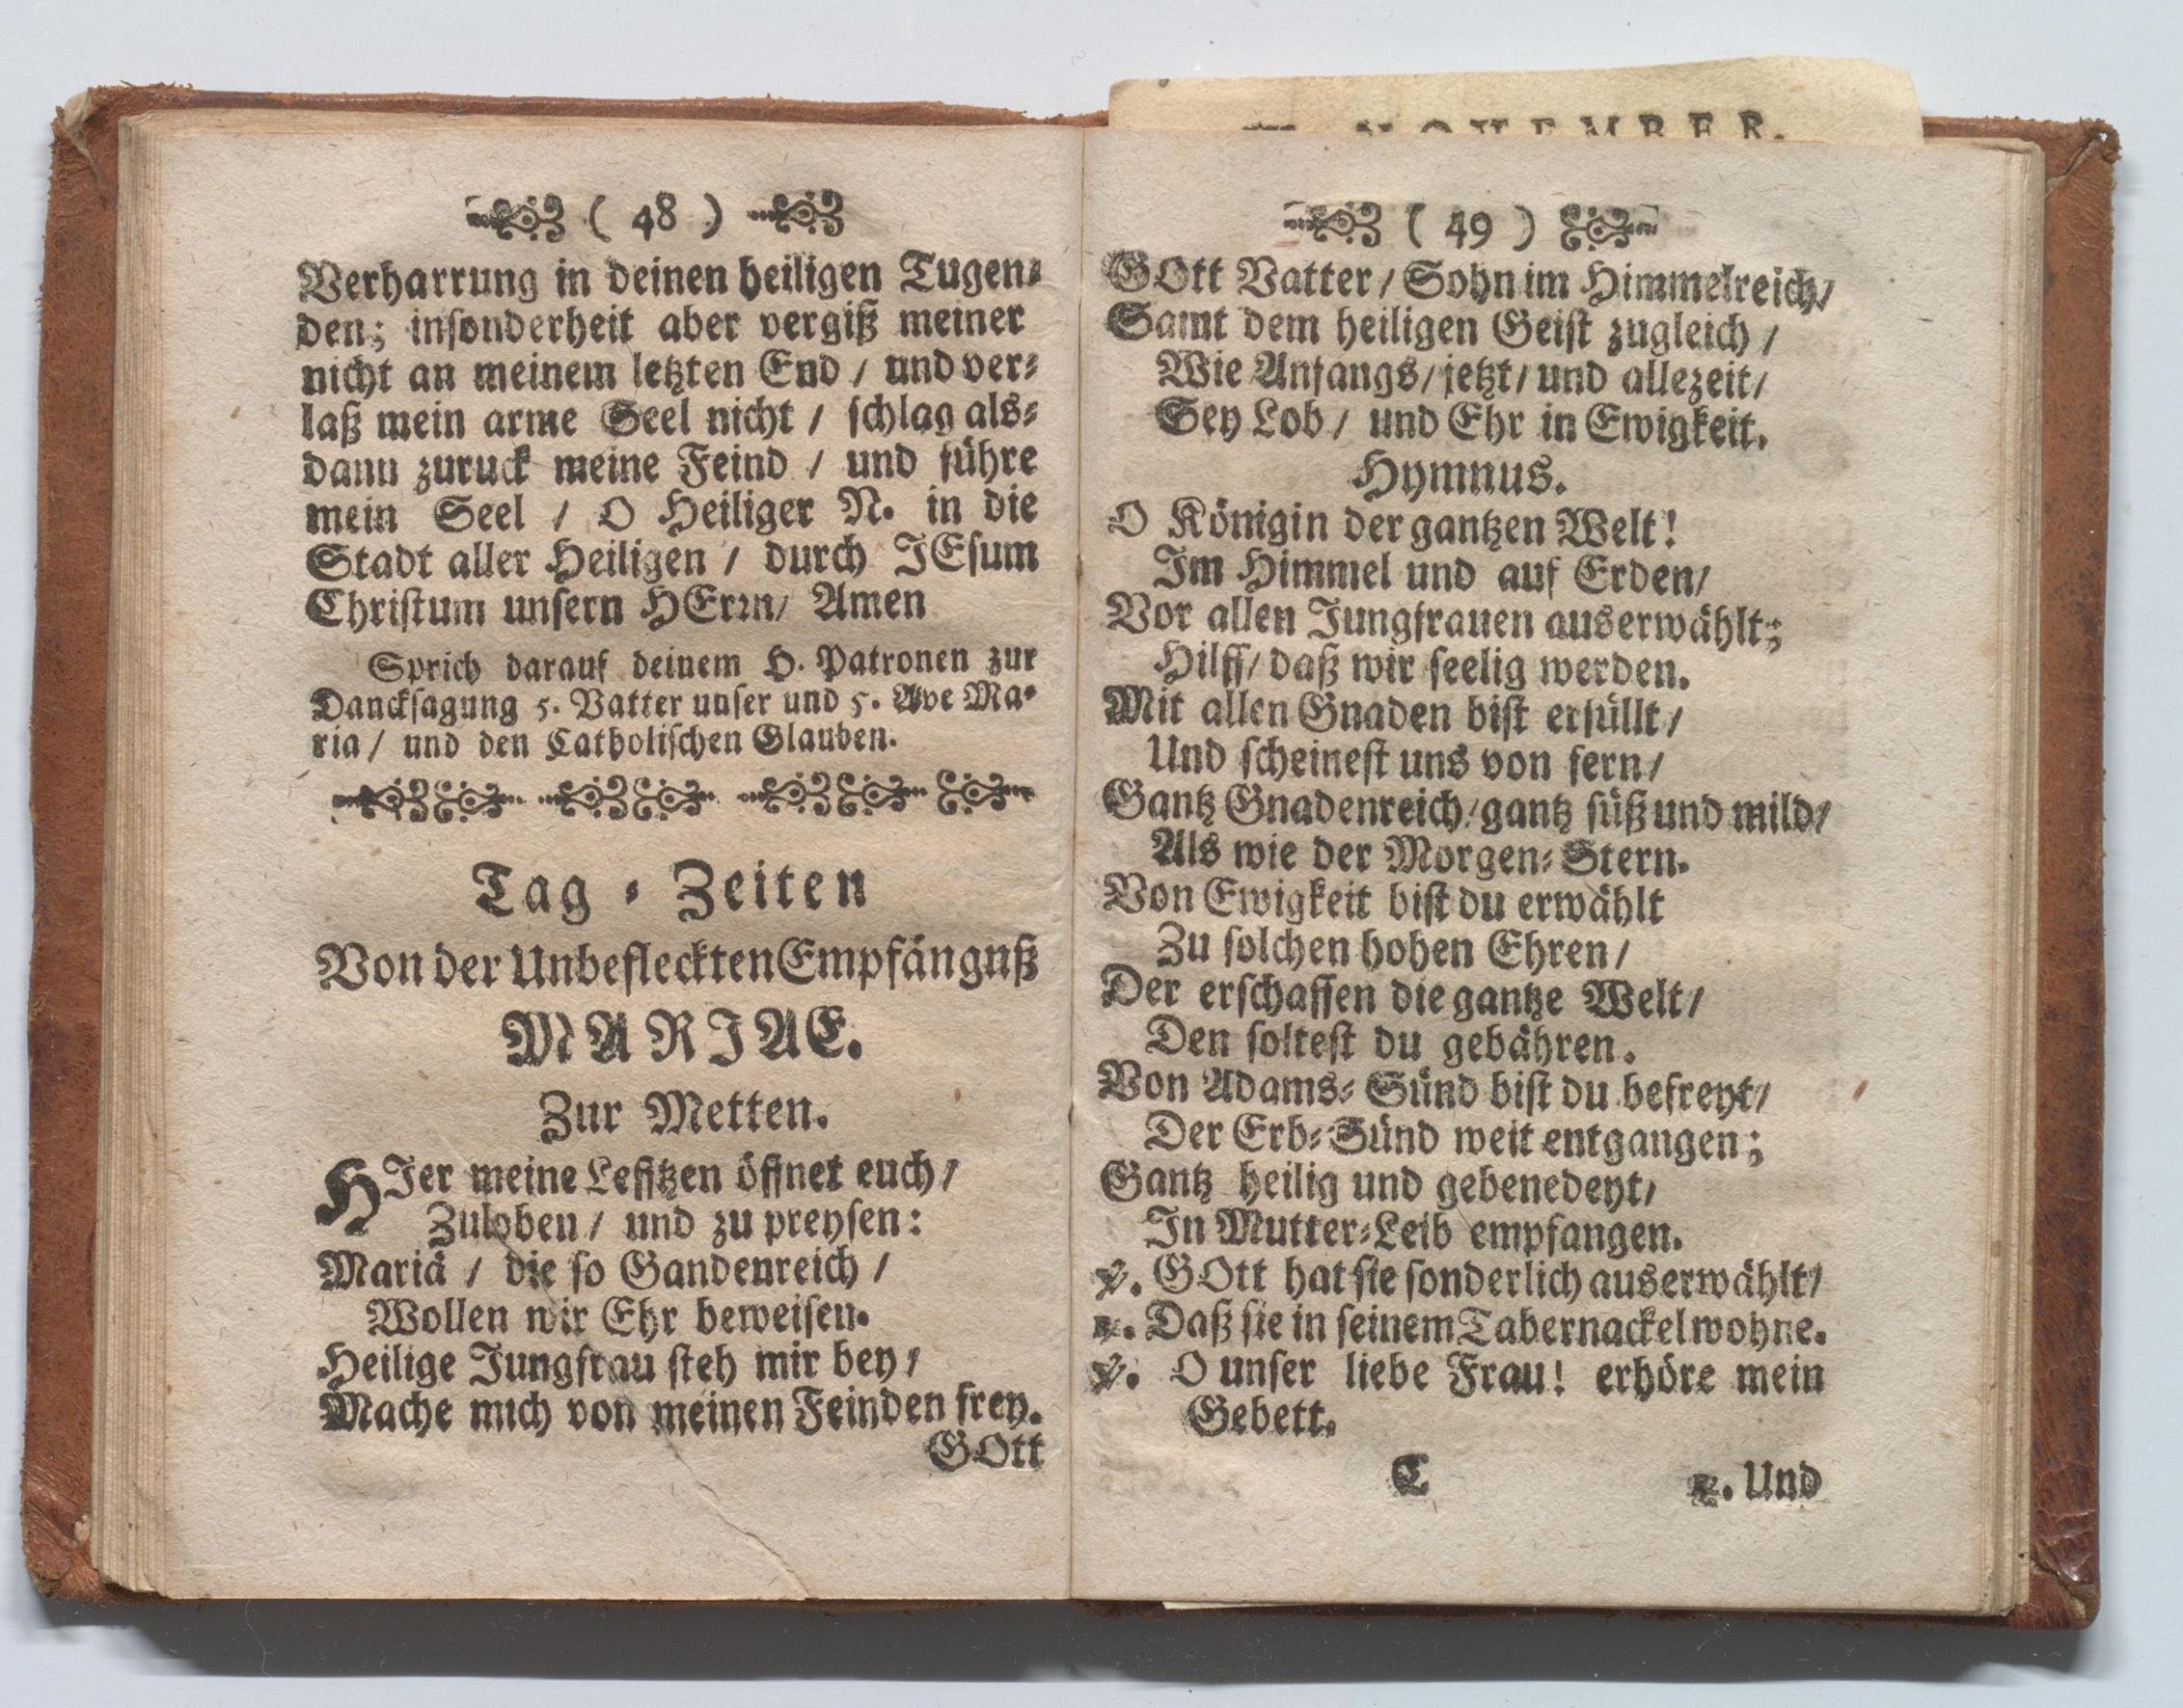 ( 48 )
Verharrung in deinen heiligen Tugen⸗
den; insonderheit aber vergiß meiner
nicht an meinem letzten End / und ver⸗
laß mein arme Seel nicht / schlag als⸗
dann zuruck meine Feind / und führe
mein Seel / O Heiliger N. in die
Stadt aller Heiligen / durch JEsum
Christum unsern HErrn/ Amen
Sprich darauf deinem H. Patronen zur
Dancksagung 5. Vatter unser und 5. Ave Ma⸗
ria / und den Catholischen Glauben.
Tag ⸗ Zeiten
Von der Unbefleckten Empfängnß
MARIAE.
Zur Metten.
HJer meine Lefftzen öffnet euch /
Zu loben / und zu preysen:
Mariä / die so Gandenreich /
Wollen wir Ehr beweisen.
Heilige Jungfrau steh mir bey /
Mache mich von meinen Feinden frey.
GOtt
NOVEMBER.
( 49 )
GOtt Vatter / Sohn im Himmelreich /
Samt dem heiligen Geist zugleich /
Wie Anfangs / jetzt / und allezeit /
Sey Lob / und Ehr in Ewigkeit.
Hymnus.
O Königin der gantzen Welt!
Im Himmel und auf Erden /
Vor allen Jungfrauen auserwählt;
Hilff / daß wir seelig werden.
Mit allen Gnaden bist erfüllt /
Und scheinest uns von fern /
Gantz Gnadenreich / gantz süß und mild /
Als wie der Morgen⸗Stern.
Von Ewigkeit bist du erwählt
Zu solchen hohen Ehren /
Der erschaffen die gantze Welt /
Den soltest du gebähren.
Von Adams⸗Sünd bist du befreyt /
Der Erb⸗Sünd weit entgangen;
Gantz heilig und gebenedeyt /
In Mutter⸗Leib empfangen.
℣. GOtt hat sie sonderlich auserwählt /
℟. Daß sie in seinem Tabernackel wohne.
℣. O unser liebe Frau! erhöre mein
Gebett.
C ℟. Und